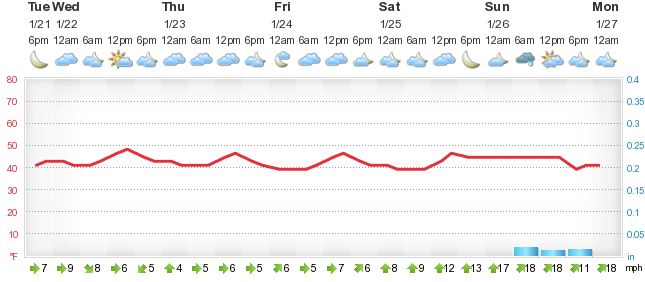 Tue Wed Thu Fri Sat Sun Mon
1/21 1/22 1/23 1/24 1/25 1/26 1/27
6pm 12am 6am 12pm 6pm 12am 6am 12pm 6pm 12am 6am 12pm 6pm 12am 6am 12pm 6pm 12am 6am 12pm 6pm 12am
80 0.4
70 0.35
60 0.3
50 0.25
40 0.2
30 0.15
20 0.1
10 0.05
°F in
7 9 8 6 5 4 5 5 5 6 5 7 6 8 9 12 13 17 18 18 11 18 mph